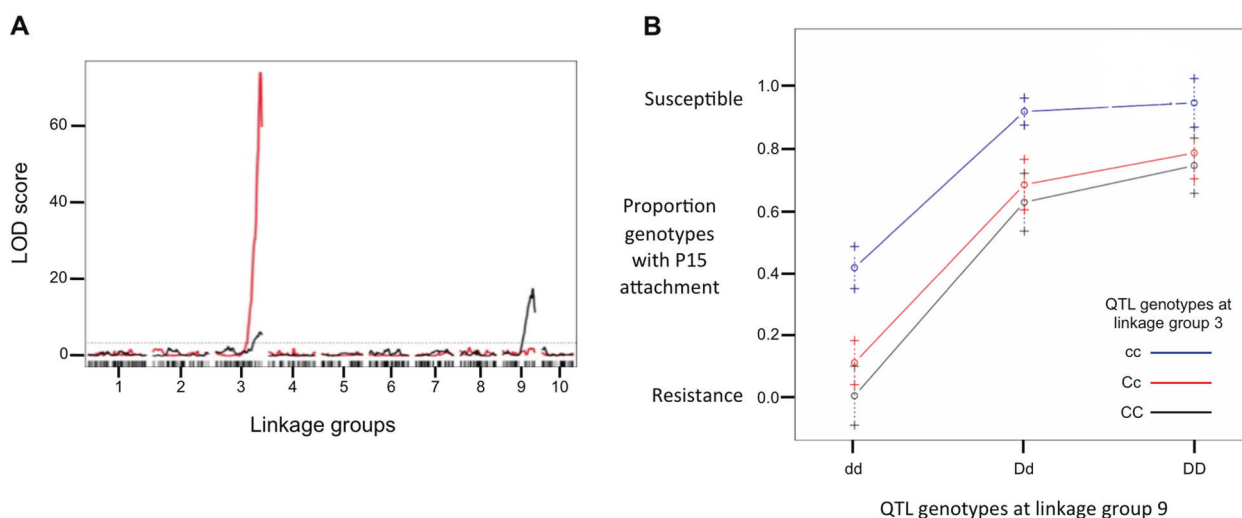 A
LOD score
60
40
20
0
1 2 3 4 5 6 7 8 9 10
Linkage groups
B
Susceptible
Proportion
genotypes
with P15
attachment
Resistance
1.0
0.8
0.6
0.4
0.2
0.0
QTL genotypes at
linkage group 3
cc
Cc
CC
dd Dd DD
QTL genotypes at linkage group 9